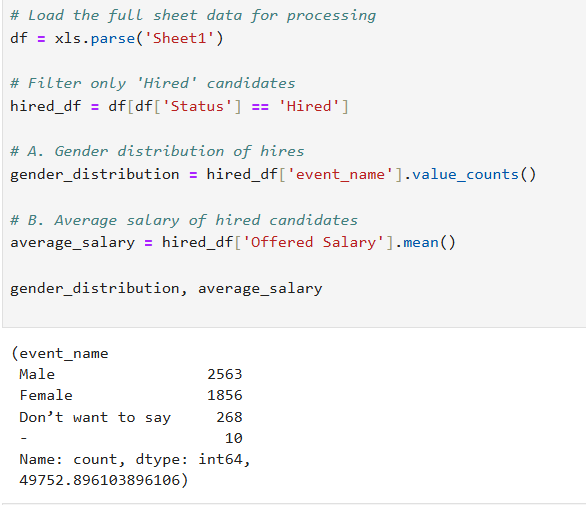 # Load the full sheet data for processing
df = xls.parse('Sheet1')
# Filter only 'Hired' candidates
hired_df = df[df['Status'] == 'Hired']
# A. Gender distribution of hires
gender_distribution = hired_df['event_name'].value_counts()
# B. Average salary of hired candidates
average_salary = hired_df['Offered Salary'].mean()
gender_distribution, average_salary
(event_name
Male 2563
Female 1856
Don’t want to say 268
- 10
Name: count, dtype: int64,
49752.896103896106)